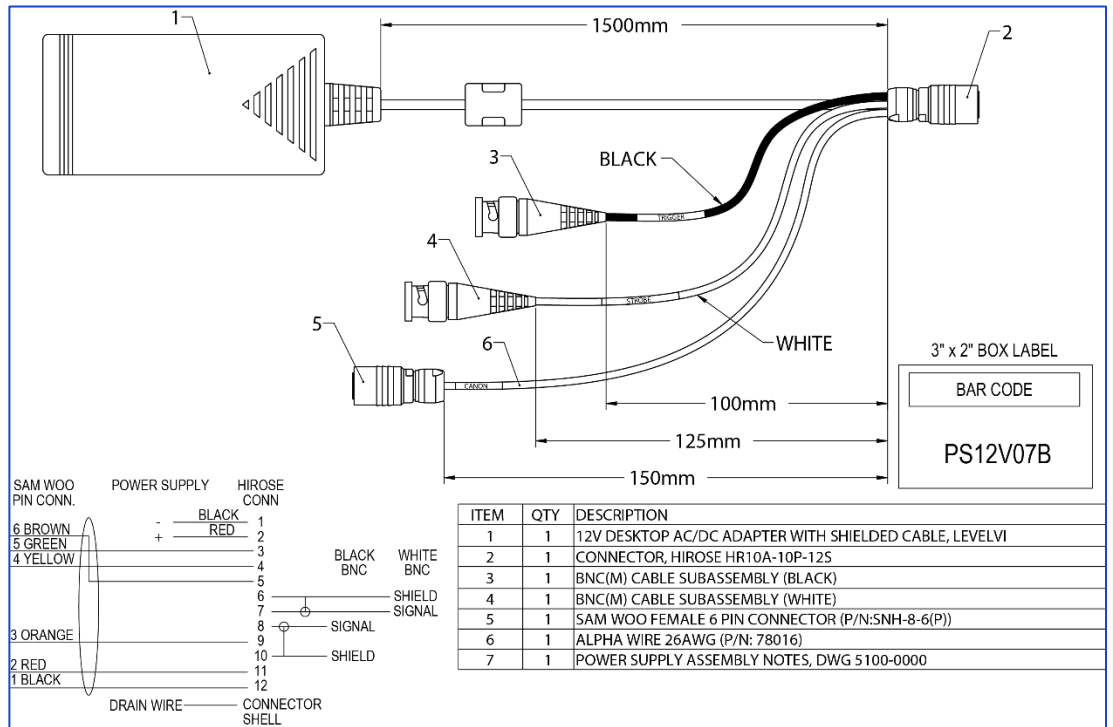 1
1500mm
2
3
BLACK
TRIGGER
4
STROBE
5
6
WHITE
CANON
100mm
125mm
150mm
3" x 2" BOX LABEL
BAR CODE
PS12V07B
SAM WOO
PIN CONN.
POWER SUPPLY
HIROSE
CONN
- BLACK 1
+ RED 2
6 BROWN
5 GREEN 3
4 YELLOW 4
5
BLACK
BNC
WHITE
BNC
6 SHIELD
7 SIGNAL
8 SIGNAL
3 ORANGE 9
10 SHIELD
2 RED 11
1 BLACK 12
DRAIN WIRE CONNECTOR
SHELL
ITEM QTY DESCRIPTION
1 1 12V DESKTOP AC/DC ADAPTER WITH SHIELDED CABLE, LEVELVI
2 1 CONNECTOR, HIROSE HR10A-10P-12S
3 1 BNC(M) CABLE SUBASSEMBLY (BLACK)
4 1 BNC(M) CABLE SUBASSEMBLY (WHITE)
5 1 SAM WOO FEMALE 6 PIN CONNECTOR (P/N:SNH-8-6(P))
6 1 ALPHA WIRE 26AWG (P/N: 78016)
7 1 POWER SUPPLY ASSEMBLY NOTES, DWG 5100-0000